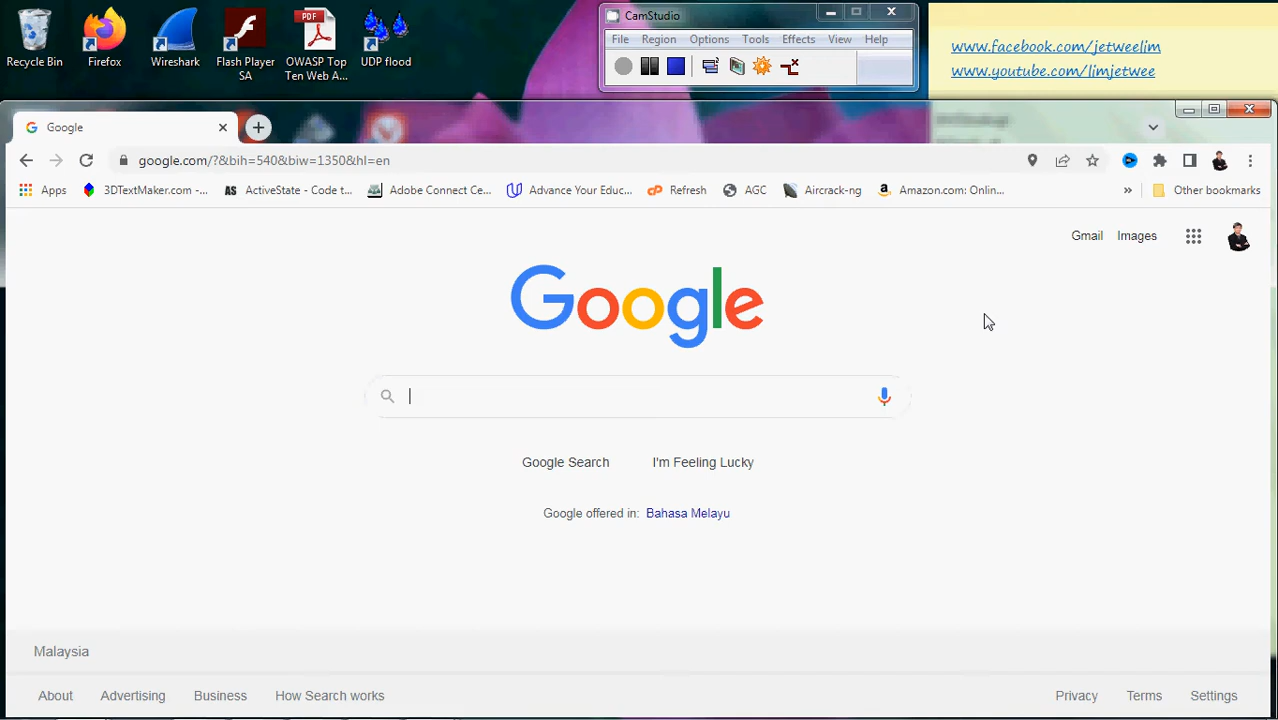 CamStudio
File Region Options Tools Effects View Help
www.facebook.com/jetweelim
www.youtube.com/limjetwee
Recycle Bin
Firefox
Wireshark
Flash Player
SA
PDF
OWASP Top
Ten Web A...
UDP flood
Google
google.com/?&bih=540&biw=1350&hl=en
Apps 3DTextMaker.com -... AS ActiveState - Code t... Adobe Connect Ce... Advance Your Educ... cP Refresh AGC Aircrack-ng Amazon.com: Onlin... » Other bookmarks
Gmail Images
Google
Google Search I'm Feeling Lucky
Google offered in: Bahasa Melayu
Malaysia
About Advertising Business How Search works Privacy Terms Settings